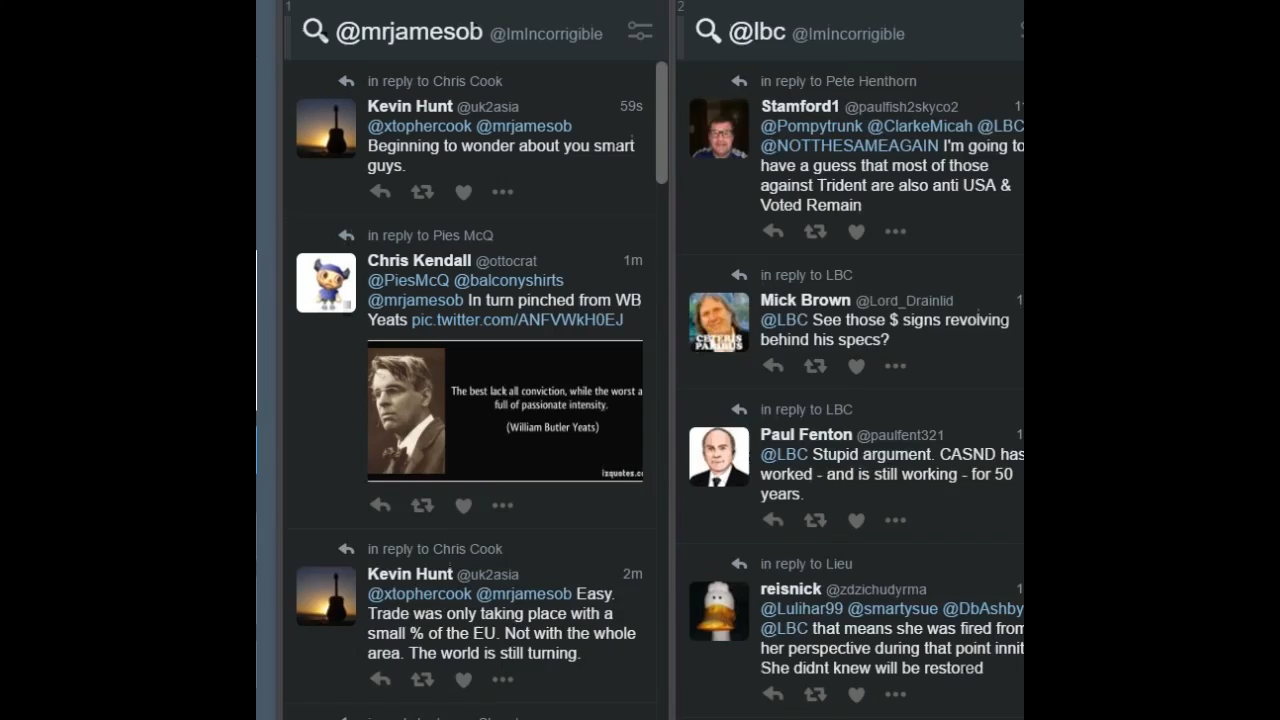 1
@mrjamesob @ImIncorrigible
in reply to Chris Cook
Kevin Hunt @uk2asia 59s
@xtophercook @mrjamesob
Beginning to wonder about you smart
guys.
in reply to Pies McQ
Chris Kendall @ottocrat 1m
@PiesMcQ @balconyshirts
@mrjamesob In turn pinched from WB
Yeats pic.twitter.com/ANFVWkH0EJ
The best lack all conviction, while the worst a
full of passionate intensity.
(William Butler Yeats)
izquotes.c
in reply to Chris Cook
Kevin Hunt @uk2asia 2m
@xtophercook @mrjamesob Easy.
Trade was only taking place with a
small % of the EU. Not with the whole
area. The world is still turning.
2
@lbc @ImIncorrigible
in reply to Pete Henthorn
Stamford1 @paulfish2skyco2 1
@Pompytrunk @ClarkeMicah @LBC
@NOTTHESAMEAGAIN I'm going to
have a guess that most of those
against Trident are also anti USA &
Voted Remain
in reply to LBC
Mick Brown @Lord_Drainlid 1
@LBC See those $ signs revolving
behind his specs?
CETERIS
PARIBUS
in reply to LBC
Paul Fenton @paulfent321 1
@LBC Stupid argument. CASND has
worked - and is still working - for 50
years.
in reply to Lieu
reisnick @zdzichudyrma 1
@Lulihar99 @smartysue @DbAshby
@LBC that means she was fired from
her perspective during that point innit
She didnt knew will be restored